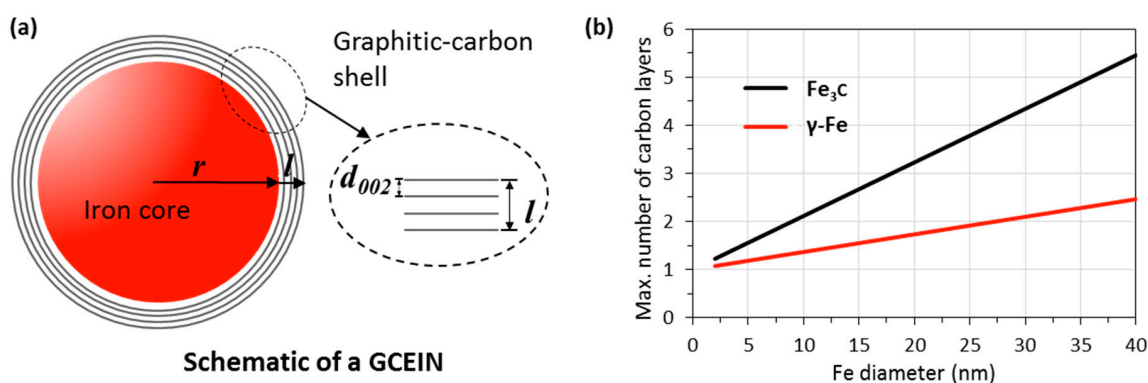 (a)
Graphitic-carbon
shell
r
l
Iron core
d002
l
Schematic of a GCEIN
(b)
Max. number of carbon layers
6
5
4
3
2
1
0
Fe₃c
γ-Fe
0 5 10 15 20 25 30 35 40
Fe diameter (nm)